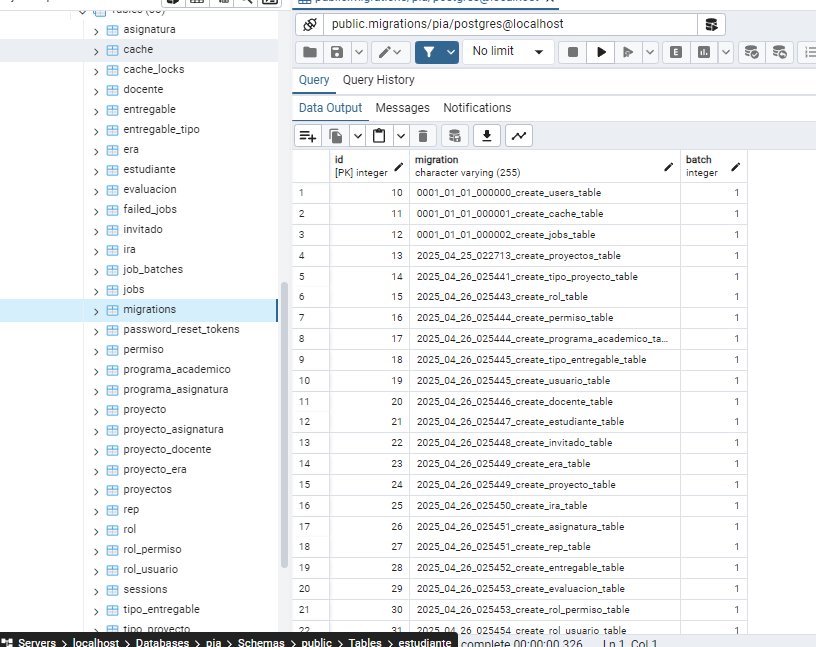 asignatura
cache
cache_locks
docente
entregable
entregable_tipo
era
estudiante
evaluacion
failed_jobs
invitado
ira
job_batches
jobs
migrations
password_reset_tokens
permiso
programa_academico
programa_asignatura
proyecto
proyecto_asignatura
proyecto_docente
proyecto_era
proyectos
rep
rol
rol_permiso
rol_usuario
sessions
tipo_entregable
tipo_proyecto
Servers > localhost > Databases > pia > Schemas > public > Tables > estudiante
public.migrations/pia/postgres@localhost
No limit
E
Query Query History
Data Output Messages Notifications
id migration batch
[PK] integer character varying (255) integer
1 10 0001_01_01_000000_create_users_table 1
2 11 0001_01_01_000001_create_cache_table 1
3 12 0001_01_01_000002_create_jobs_table 1
4 13 2025_04_25_022713_create_proyectos_table 1
5 14 2025_04_26_025441_create_tipo_proyecto_table 1
6 15 2025_04_26_025443_create_rol_table 1
7 16 2025_04_26_025444_create_permiso_table 1
8 17 2025_04_26_025444_create_programa_academico_ta... 1
9 18 2025_04_26_025445_create_tipo_entregable_table 1
10 19 2025_04_26_025445_create_usuario_table 1
11 20 2025_04_26_025446_create_docente_table 1
12 21 2025_04_26_025447_create_estudiante_table 1
13 22 2025_04_26_025448_create_invitado_table 1
14 23 2025_04_26_025449_create_era_table 1
15 24 2025_04_26_025449_create_proyecto_table 1
16 25 2025_04_26_025450_create_ira_table 1
17 26 2025_04_26_025451_create_asignatura_table 1
18 27 2025_04_26_025451_create_rep_table 1
19 28 2025_04_26_025452_create_entregable_table 1
20 29 2025_04_26_025453_create_evaluacion_table 1
21 30 2025_04_26_025453_create_rol_permiso_table 1
22 31 2025_04_26_025454_create_rol_usuario_table 1
complete 00:00:00.326 Ln 1, Col 1